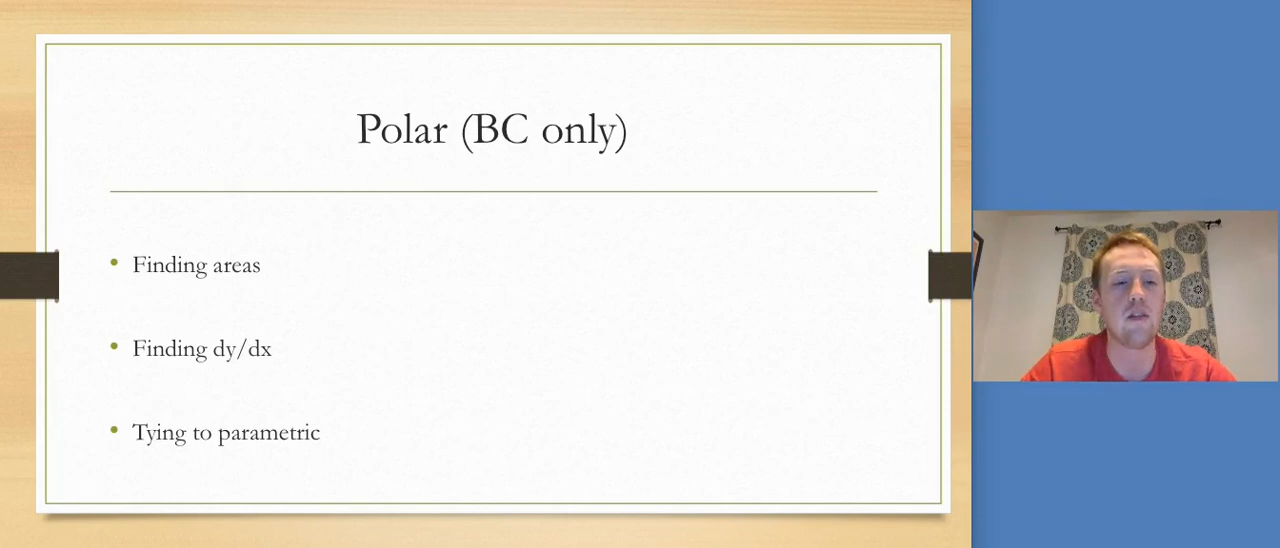 Polar (BC only)
Finding areas
Finding dy/dx
Tying to parametric